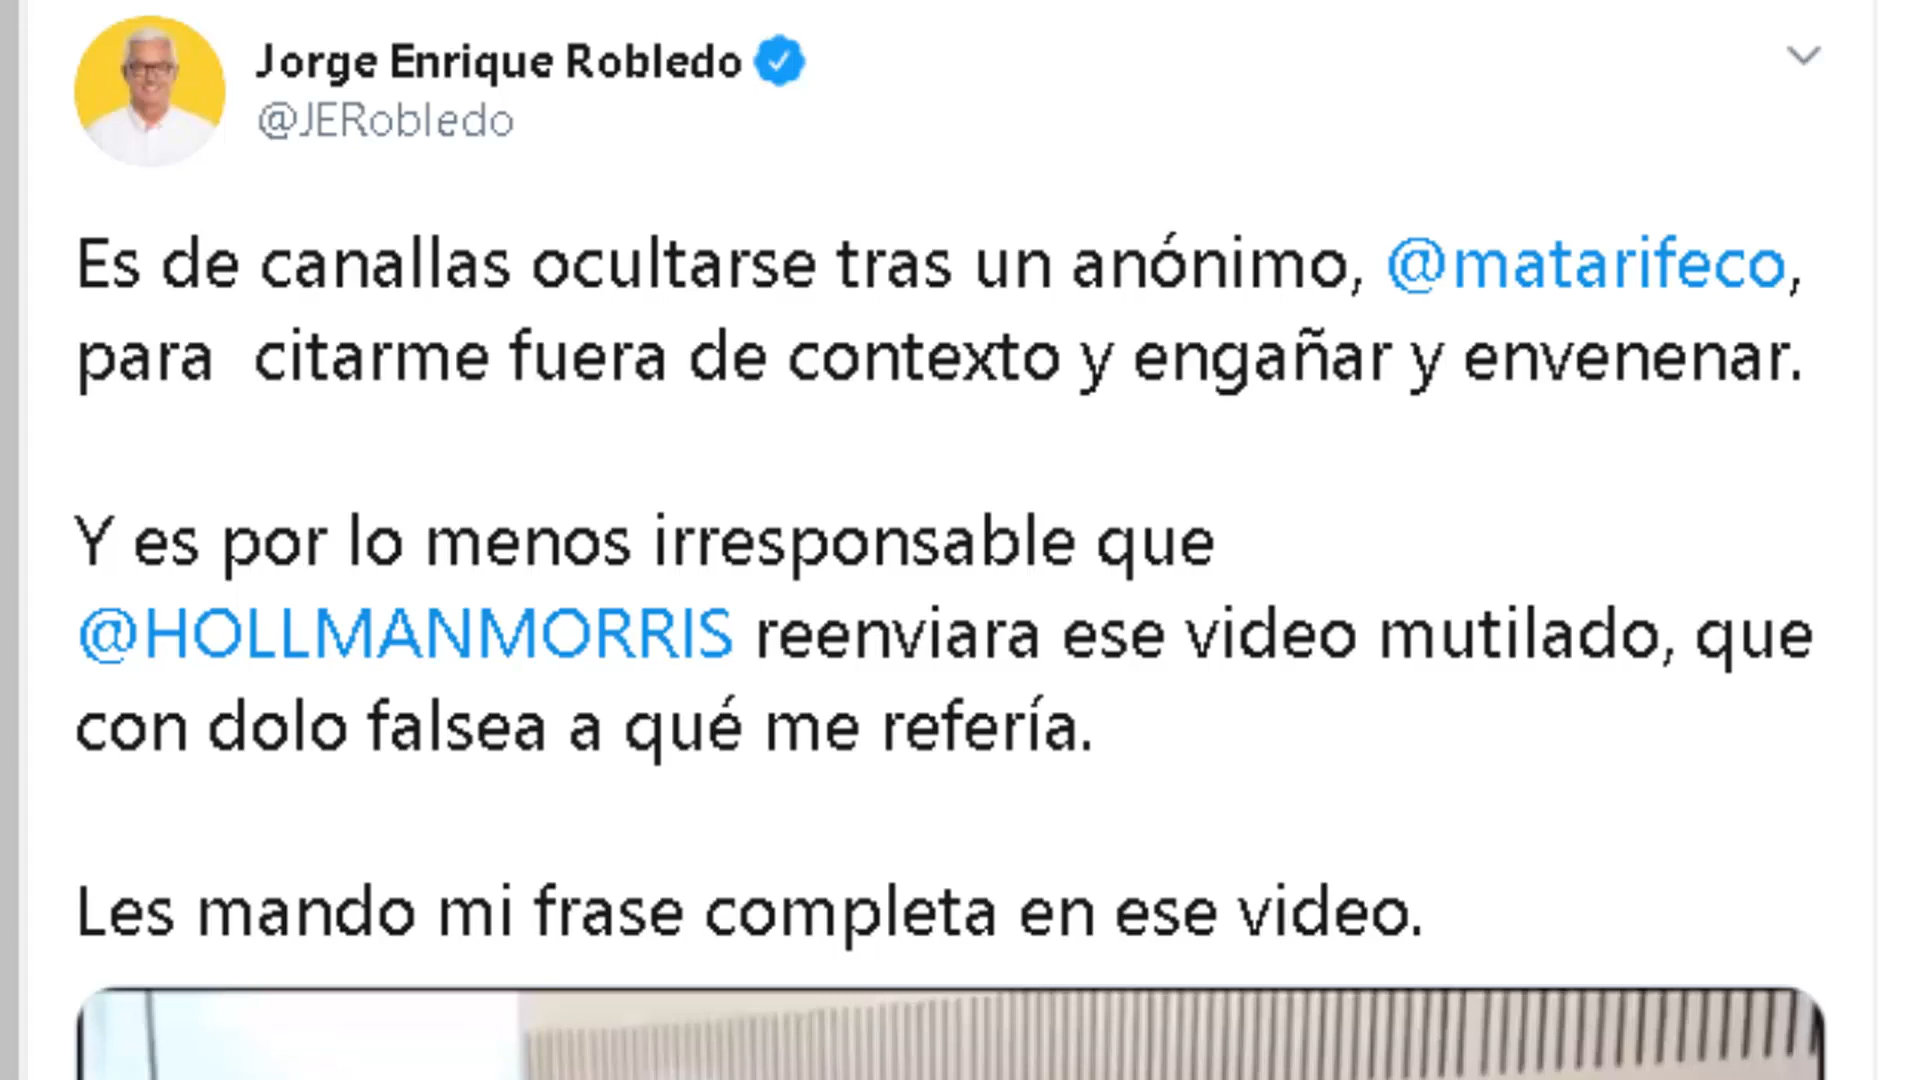 Jorge Enrique Robledo
@JERobledo
Es de canallas ocultarse tras un anónimo, @matarifeco,
para  citarme fuera de contexto y engañar y envenenar.
Y es por lo menos irresponsable que
@HOLLMANMORRIS reenviara ese video mutilado, que
con dolo falsea a qué me refería.
Les mando mi frase completa en ese video.